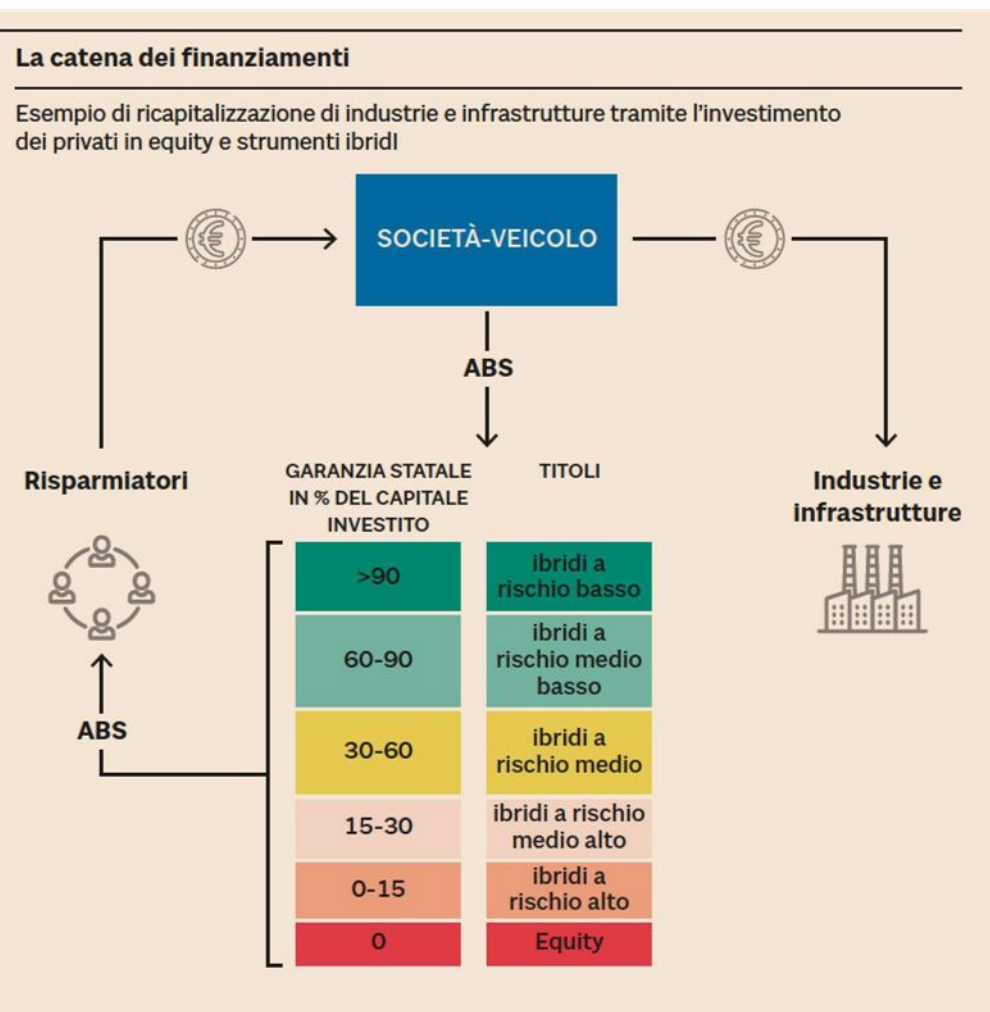 La catena dei finanziamenti
Esempio di ricapitalizzazione di industrie e infrastrutture tramite l'investimento
dei privati in equity e strumenti ibridI
SOCIETÀ-VEICOLO
ABS
Risparmiatori
GARANZIA STATALE
IN % DEL CAPITALE
INVESTITO
TITOLI
Industrie e
infrastrutture
>90
ibridi a
rischio basso
60-90
ibridi a
rischio medio
basso
ABS
30-60
ibridi a
rischio medio
15-30
ibridi a rischio
medio alto
0-15
ibridi a
rischio alto
0
Equity